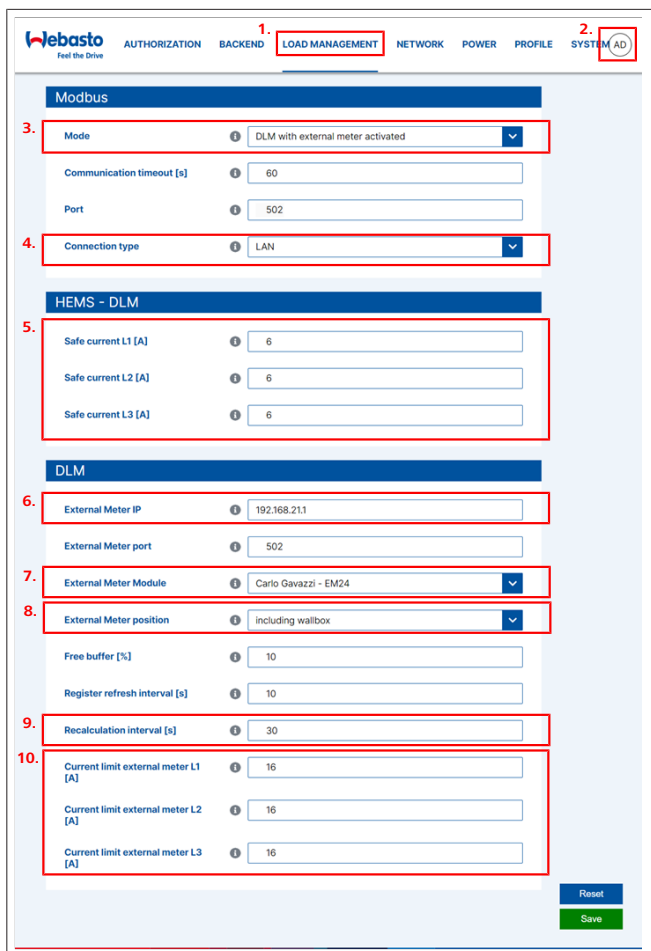 1.
2.
Webasto
Feel the Drive
AUTHORIZATION BACKEND LOAD MANAGEMENT NETWORK POWER PROFILE SYSTEM AD
Modbus
3.
Mode DLM with external meter activated
Communication timeout [s] 60
Port 502
4.
Connection type LAN
HEMS - DLM
5.
Safe current L1 [A] 6
Safe current L2 [A] 6
Safe current L3 [A] 6
DLM
6.
External Meter IP 192.168.21.1
External Meter port 502
7.
External Meter Module Carlo Gavazzi - EM24
8.
External Meter position including wallbox
Free buffer [%] 10
Register refresh interval [s] 10
9.
Recalculation interval [s] 30
10.
Current limit external meter L1 16
[A]
Current limit external meter L2 16
[A]
Current limit external meter L3 16
[A]
Reset
Save